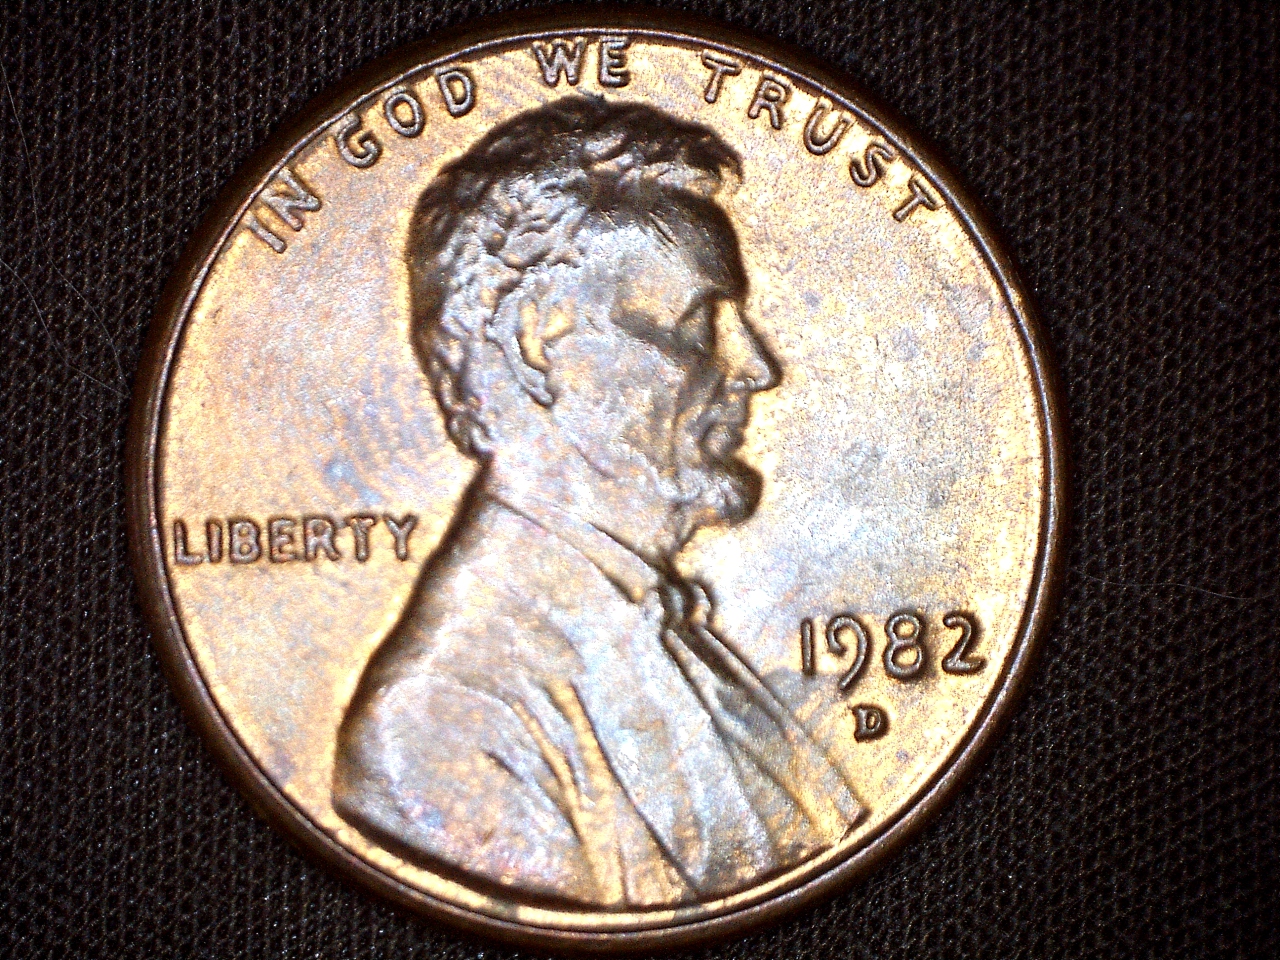 IN GOD WE TRUST
LIBERTY
1982
D